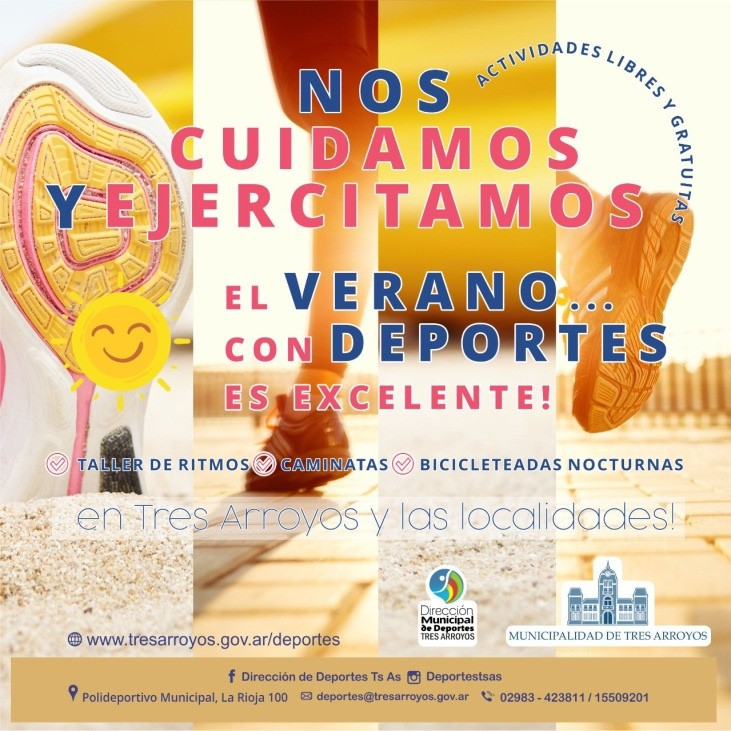 ACTIVIDADES LIBRES Y GRATUITAS
NOS
CUIDAMOS
Y EJERCITAMOS
EL VERANO...
CON DEPORTES
ES EXCELENTE!
TALLER DE RITMOS CAMINATAS BICICLETEADAS NOCTURNAS
en Tres Arroyos y las localidades!
Dirección
Municipal
de Deportes
TRES ARROYOS
MUNICIPALIDAD DE TRES ARROYOS
www.tresarroyos.gov.ar/deportes
Dirección de Deportes Ts As Deportestsas
Polideportivo Municipal, La Rioja 100 deportes@tresarroyos.gov.ar 02983 - 423811 / 15509201